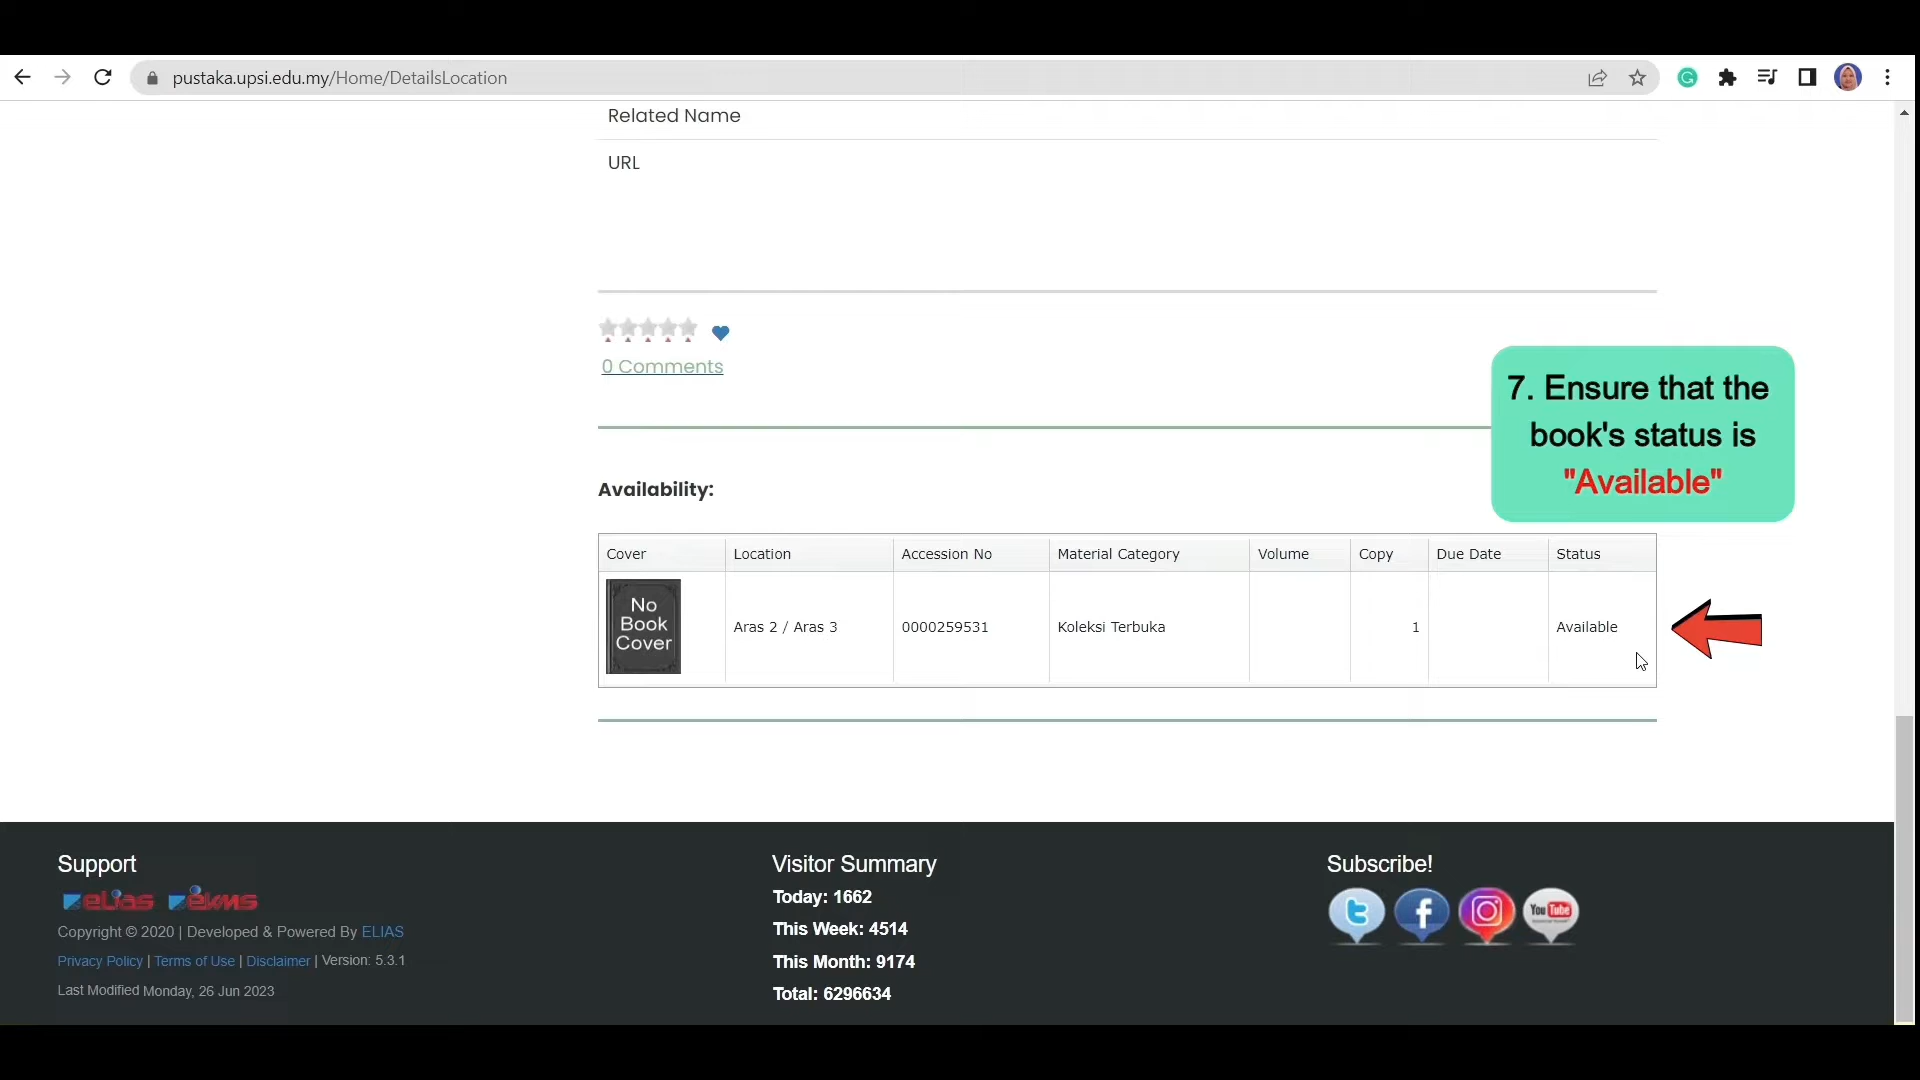 pustaka.upsi.edu.my/Home/DetailsLocation
Related Name
URL
0 Comments
7. Ensure that the
book's status is
"Available"
Availability:
Cover Location Accession No Material Category Volume Copy Due Date Status
No
Book
Cover
Aras 2 / Aras 3 0000259531 Koleksi Terbuka 1 Available
Support
eLias ekms
Copyright © 2020 | Developed & Powered By ELIAS
Privacy Policy | Terms of Use | Disclaimer | Version: 5.3.1
Last Modified Monday, 26 Jun 2023
Visitor Summary
Today: 1662
This Week: 4514
This Month: 9174
Total: 6296634
Subscribe!
You Tube